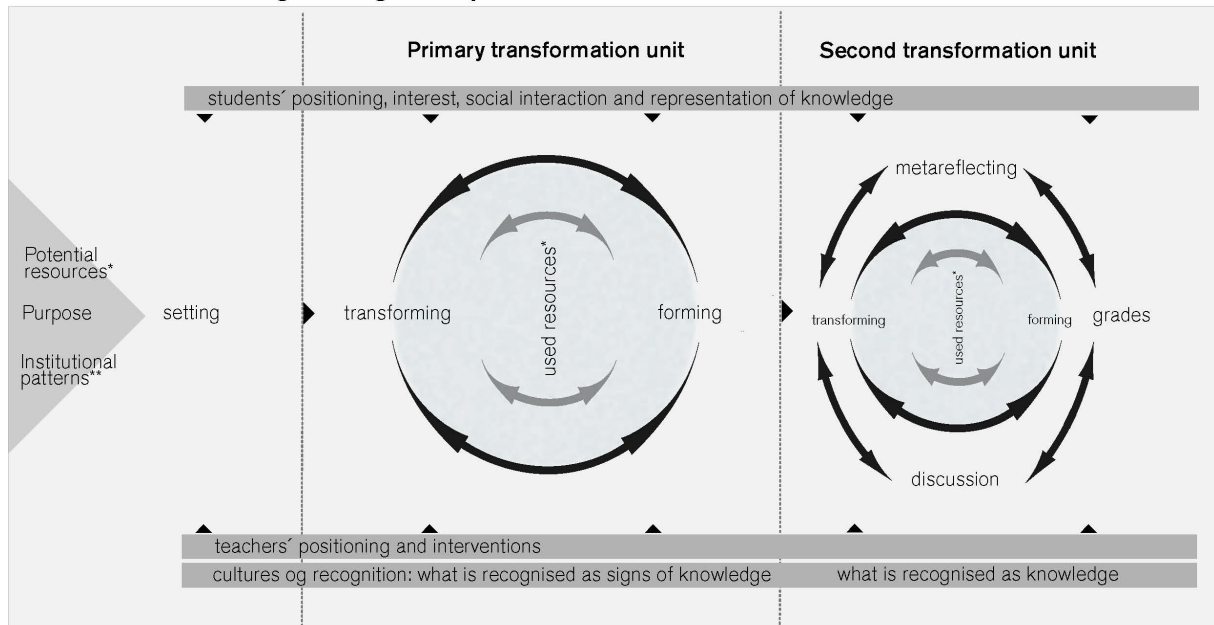 Primary transformation unit
Second transformation unit
students´ positioning, interest, social interaction and representation of knowledge
metareflecting
Potential
resources*
Purpose
Institutional
patterns**
setting
transforming
used resources*
forming
transforming
used resources*
forming
grades
discussion
teachers´ positioning and interventions
cultures og recognition: what is recognised as signs of knowledge
what is recognised as knowledge